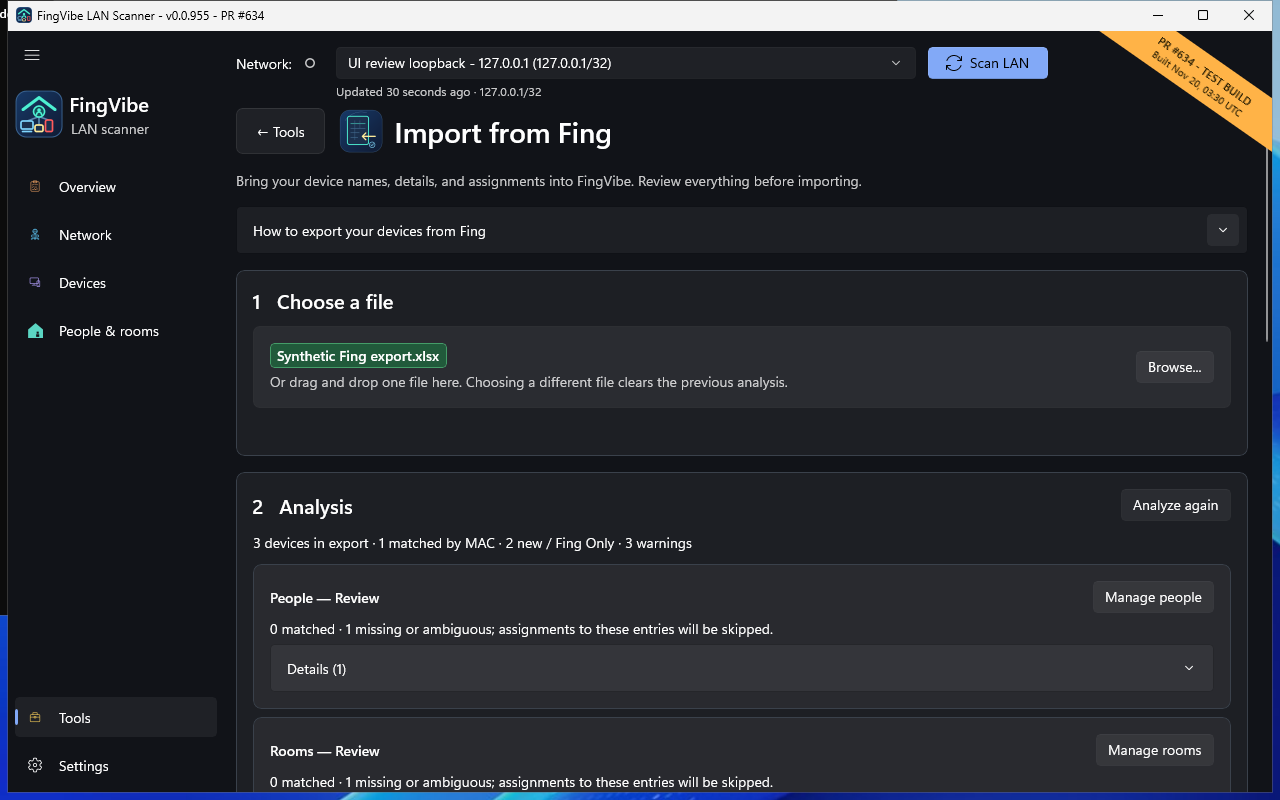 FingVibe LAN Scanner - v0.0.955 - PR #634
PR #634 - TEST BUILD
Built Nov 20, 03:30 UTC
FingVibe
LAN scanner
Overview
Network
Devices
People & rooms
Tools
Settings
Network:
UI review loopback - 127.0.0.1 (127.0.0.1/32)
Scan LAN
Updated 30 seconds ago · 127.0.0.1/32
← Tools
Import from Fing
Bring your device names, details, and assignments into FingVibe. Review everything before importing.
How to export your devices from Fing
1 Choose a file
Synthetic Fing export.xlsx
Or drag and drop one file here. Choosing a different file clears the previous analysis.
Browse...
2 Analysis
Analyze again
3 devices in export · 1 matched by MAC · 2 new / Fing Only · 3 warnings
People — Review
Manage people
0 matched · 1 missing or ambiguous; assignments to these entries will be skipped.
Details (1)
Rooms — Review
Manage rooms
0 matched · 1 missing or ambiguous; assignments to these entries will be skipped.